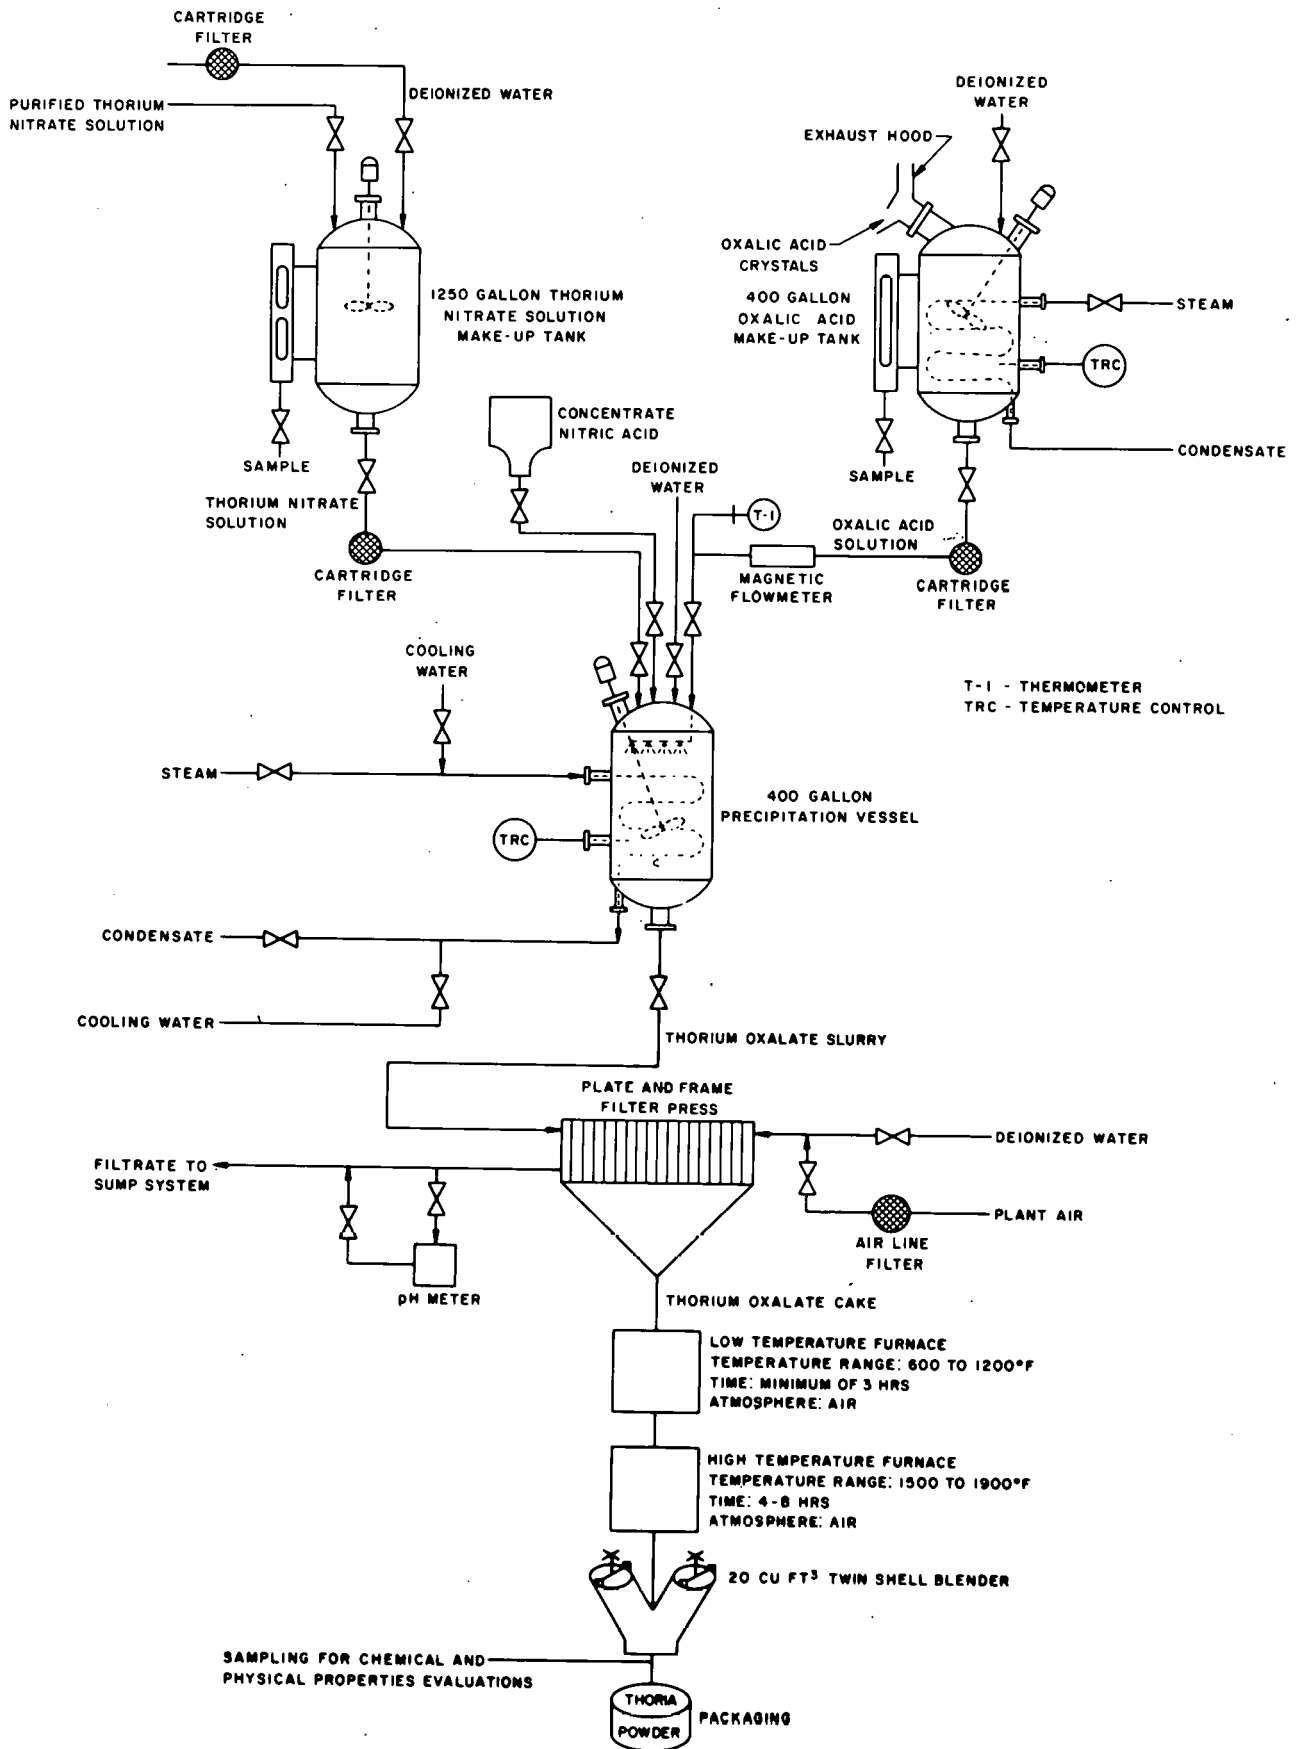 CARTRIDGE
FILTER
DEIONIZED WATER
PURIFIED THORIUM
NITRATE SOLUTION
DEIONIZED
WATER
EXHAUST HOOD
OXALIC ACID
CRYSTALS
1250 GALLON THORIUM
NITRATE SOLUTION
MAKE-UP TANK
400 GALLON
OXALIC ACID
MAKE-UP TANK
STEAM
TRC
CONDENSATE
SAMPLE
SAMPLE
CONCENTRATE
NITRIC ACID
DEIONIZED
WATER
T-I
THORIUM NITRATE
SOLUTION
OXALIC ACID
SOLUTION
CARTRIDGE
FILTER
MAGNETIC
FLOWMETER
CARTRIDGE
FILTER
COOLING
WATER
T-I - THERMOMETER
TRC - TEMPERATURE CONTROL
STEAM
400 GALLON
PRECIPITATION VESSEL
TRC
CONDENSATE
COOLING WATER
THORIUM OXALATE SLURRY
PLATE AND FRAME
FILTER PRESS
DEIONIZED WATER
FILTRATE TO
SUMP SYSTEM
PLANT AIR
AIR LINE
FILTER
pH METER
THORIUM OXALATE CAKE
LOW TEMPERATURE FURNACE
TEMPERATURE RANGE: 600 TO 1200°F
TIME: MINIMUM OF 3 HRS
ATMOSPHERE: AIR
HIGH TEMPERATURE FURNACE
TEMPERATURE RANGE: 1500 TO 1900°F
TIME: 4-8 HRS
ATMOSPHERE: AIR
20 CU FT³ TWIN SHELL BLENDER
SAMPLING FOR CHEMICAL AND
PHYSICAL PROPERTIES EVALUATIONS
THORIA
POWDER
PACKAGING